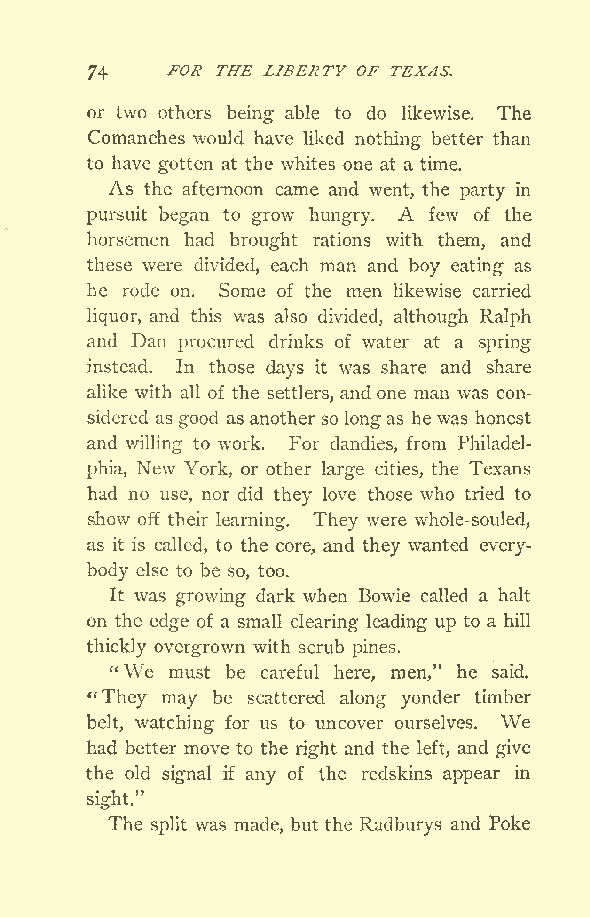 74 FOR THE LIBERTY OF TEXAS.
or two others being able to do likewise. The
Comanches would have liked nothing better than
to have gotten at the whites one at a time.
As the afternoon came and went, the party in
pursuit began to grow hungry. A few of the
horsemen had brought rations with them, and
these were divided, each man and boy eating as
he rode on. Some of the men likewise carried
liquor, and this was also divided, although Ralph
and Dan procured drinks of water at a spring
instead. In those days it was share and share
alike with all of the settlers, and one man was con-
sidered as good as another so long as he was honest
and willing to work. For dandies, from Philadel-
phia, New York, or other large cities, the Texans
had no use, nor did they love those who tried to
show off their learning. They were whole-souled,
as it is called, to the core, and they wanted every-
body else to be so, too.
It was growing dark when Bowie called a halt
on the edge of a small clearing leading up to a hill
thickly overgrown with scrub pines.
"We must be careful here, men," he said.
"They may be scattered along yonder timber
belt, watching for us to uncover ourselves. We
had better move to the right and the left, and give
the old signal if any of the redskins appear in
sight."
The split was made, but the Radburys and Poke